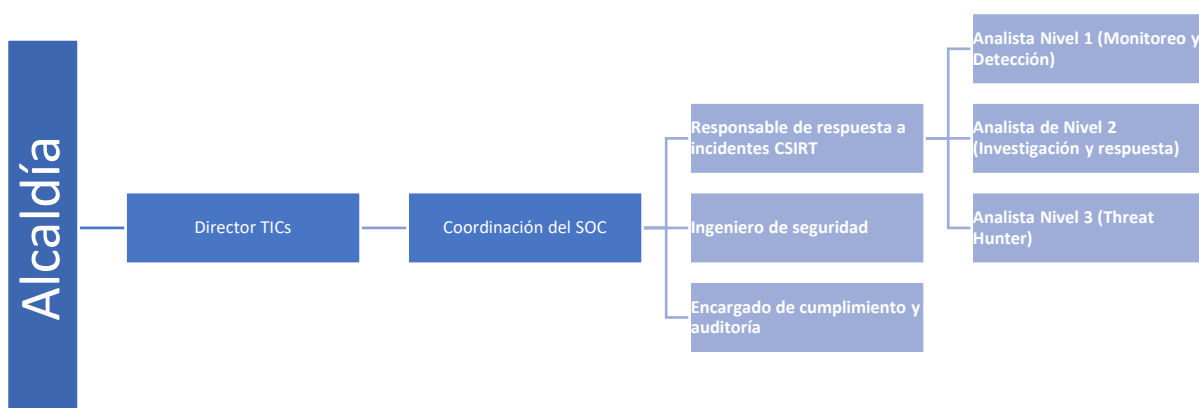 Alcaldía
Director TICs
Coordinación del SOC
Responsable de respuesta a
incidentes CSIRT
Ingeniero de seguridad
Encargado de cumplimiento y
auditoría
Analista Nivel 1 (Monitoreo y
Detección)
Analista de Nivel 2
(Investigación y respuesta)
Analista Nivel 3 (Threat
Hunter)